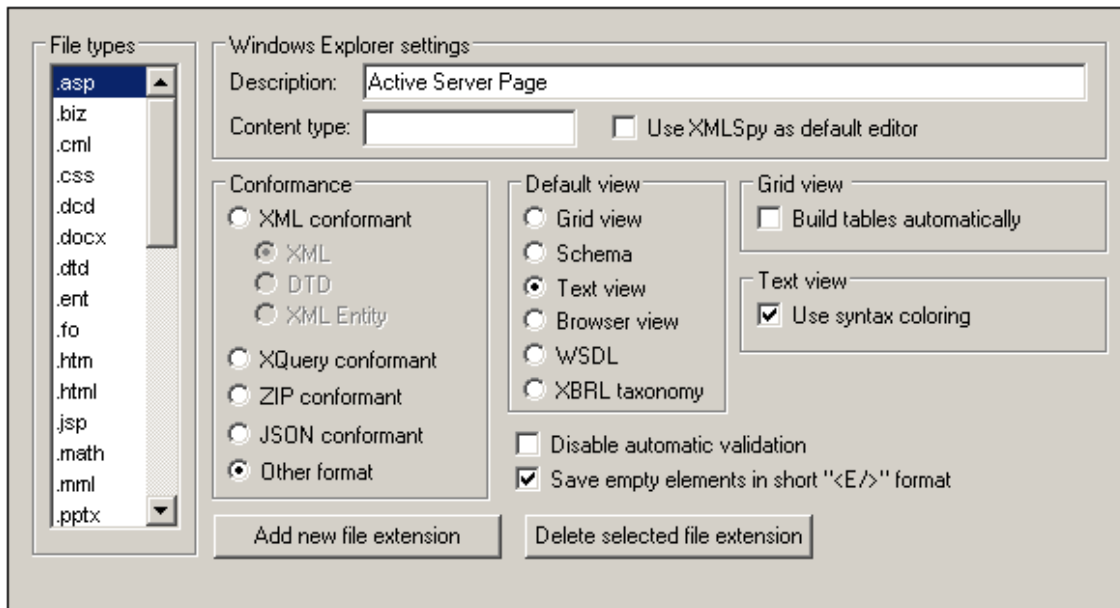 File types
.asp
.biz
.cml
.css
.dcd
.docx
.dtd
.ent
.fo
.htm
.html
.jsp
.math
.mml
.pptx
Windows Explorer settings
Description: Active Server Page
Content type:
Use XMLSpy as default editor
Conformance
XML conformant
XML
DTD
XML Entity
XQuery conformant
ZIP conformant
JSON conformant
Other format
Default view
Grid view
Schema
Text view
Browser view
WSDL
XBRL taxonomy
Grid view
Build tables automatically
Text view
Use syntax coloring
Disable automatic validation
Save empty elements in short "<E/>" format
Add new file extension
Delete selected file extension